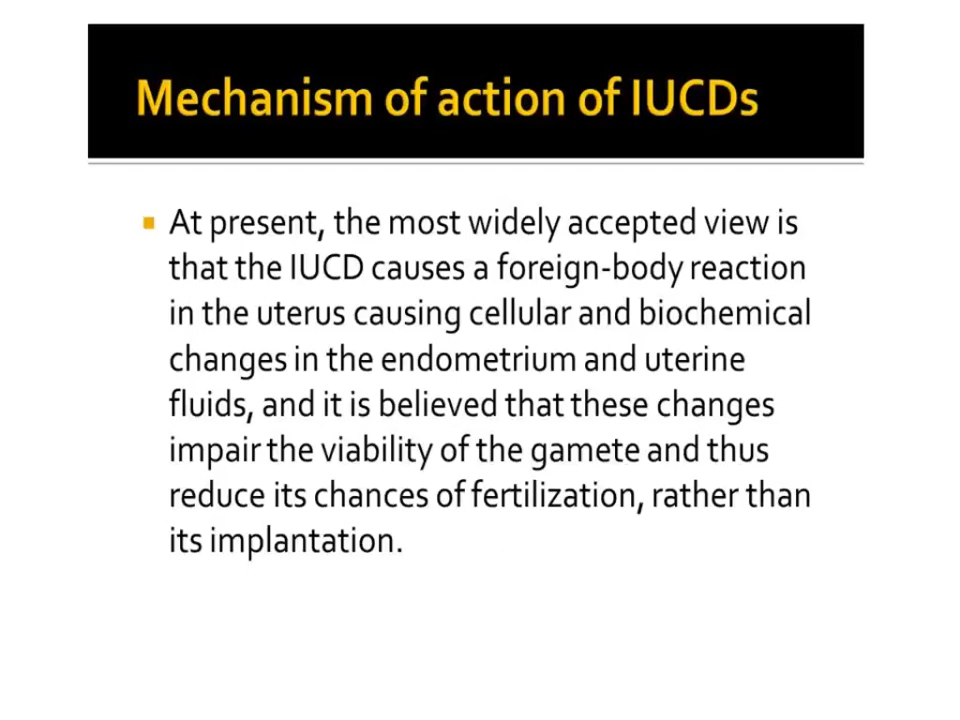 Mechanism of action of IUCDs
At present, the most widely accepted view is
that the IUCD causes a foreign-body reaction
in the uterus causing cellular and biochemical
changes in the endometrium and uterine
fluids, and it is believed that these changes
impair the viability of the gamete and thus
reduce its chances of fertilization, rather than
its implantation.